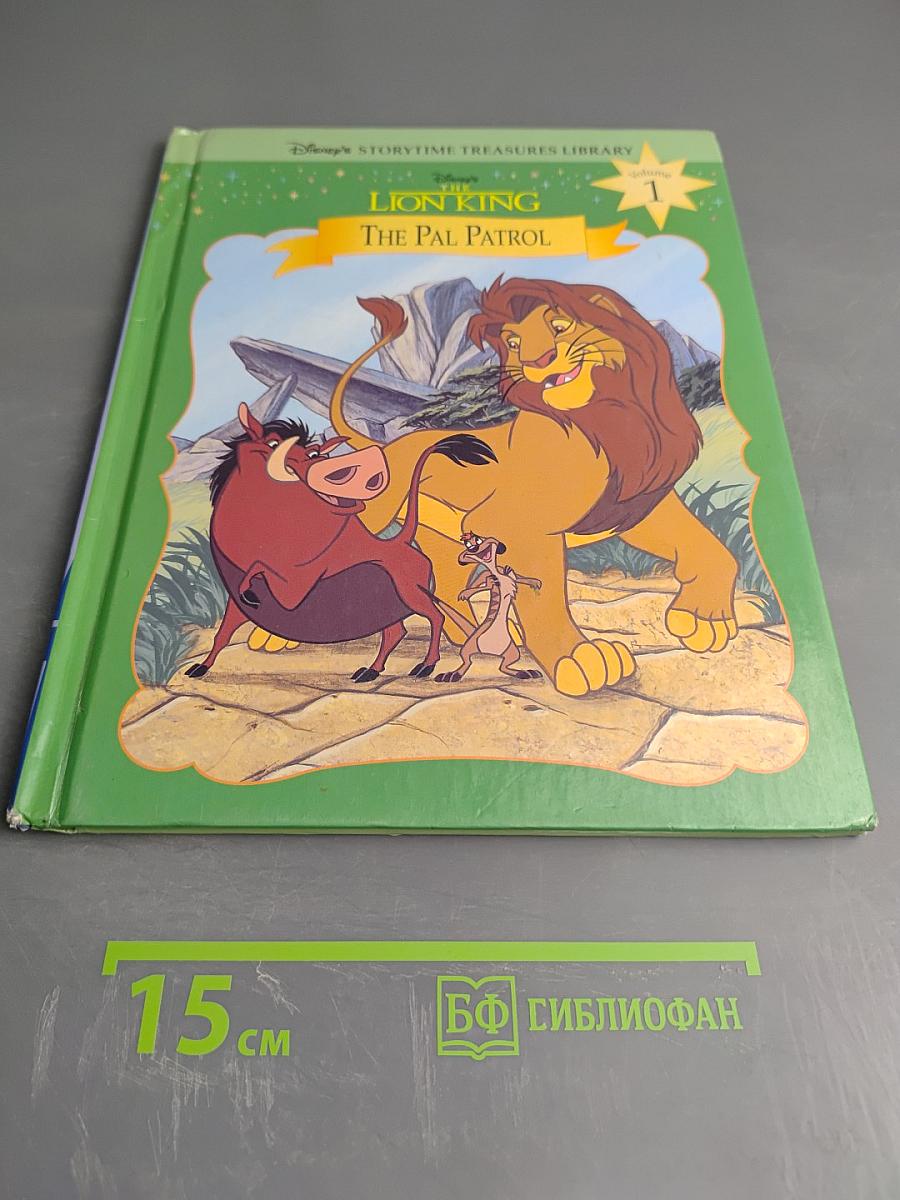 Disney's STORYTIME TREASURES LIBRARY
Volume
1
Disney's
THE
LION KING
THE PAL PATROL
15 см
БФ БИБЛИОФАН